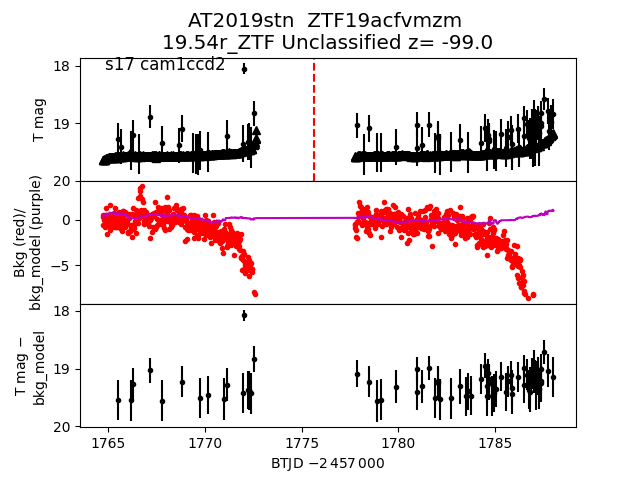 AT2019stn  ZTF19acfvmzm
19.54r_ZTF Unclassified z= -99.0
s17 cam1ccd2
18
19
20
T mag
0
−5
Bkg (red)/
bkg_model (purple)
18
19
20
T mag −
bkg_model
1765
1770
1775
1780
1785
BTJD −2 457 000